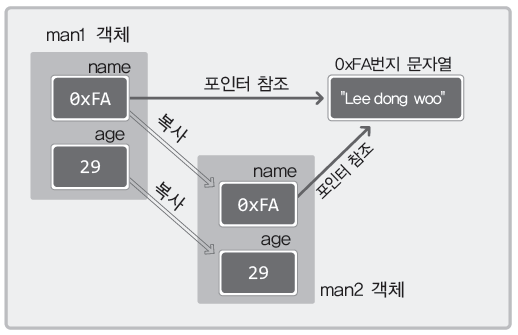 man1 객체
name
0xFA
age
29
포인터 참조
0xFA번지 문자열
"Lee dong woo"
복사
복사
포인터 참조
name
0xFA
age
29
man2 객체